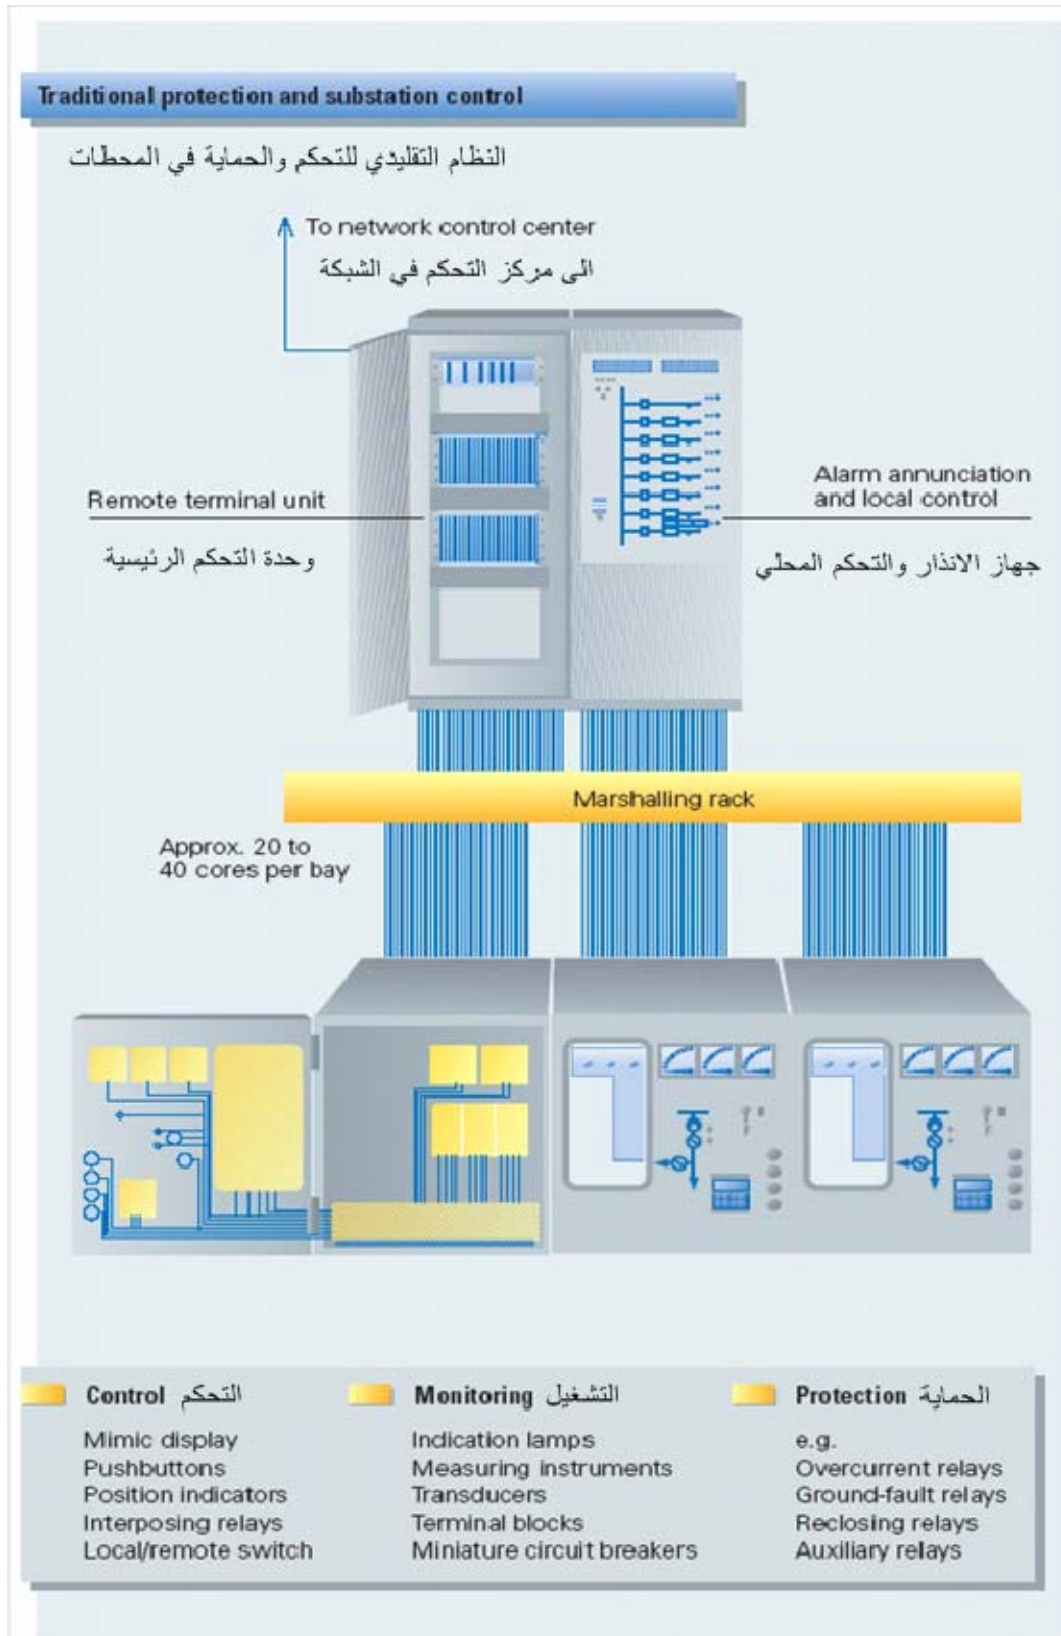 Traditional protection and substation control
النظام التقليدي للتحكم والحماية في المحطات
To network control center
الى مركز التحكم في الشبكة
Remote terminal unit
وحدة التحكم الرئيسية
Alarm annunciation
and local control
جهاز الانذار والتحكم المحلي
Marshalling rack
Approx. 20 to
40 cores per bay
Control التحكم
Mimic display
Pushbuttons
Position indicators
Interposing relays
Local/remote switch
Monitoring التشغيل
Indication lamps
Measuring instruments
Transducers
Terminal blocks
Miniature circuit breakers
Protection الحماية
e.g.
Overcurrent relays
Ground-fault relays
Reclosing relays
Auxiliary relays